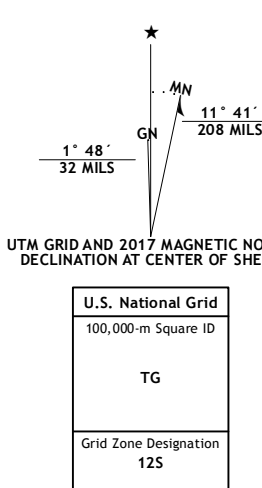 MN
GN
11° 41´
208 MILS
1° 48´
32 MILS
UTM GRID AND 2017 MAGNETIC NO
DECLINATION AT CENTER OF SHE
U.S. National Grid
100,000-m Square ID
TG
Grid Zone Designation
12S